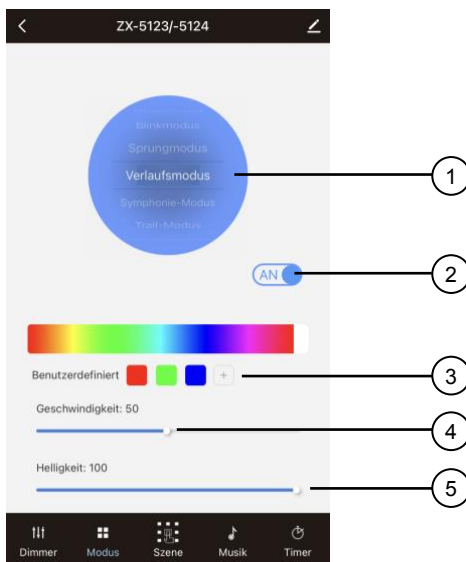 ZX-5123/-5124
Blinkmodus
Sprungmodus
Verlaufsmodus
Symphonie-Modus
Trail-Modus
1
AN
2
Benutzerdefiniert
+
3
Geschwindigkeit: 50
4
Helligkeit: 100
5
Dimmer Modus Szene Musik Timer